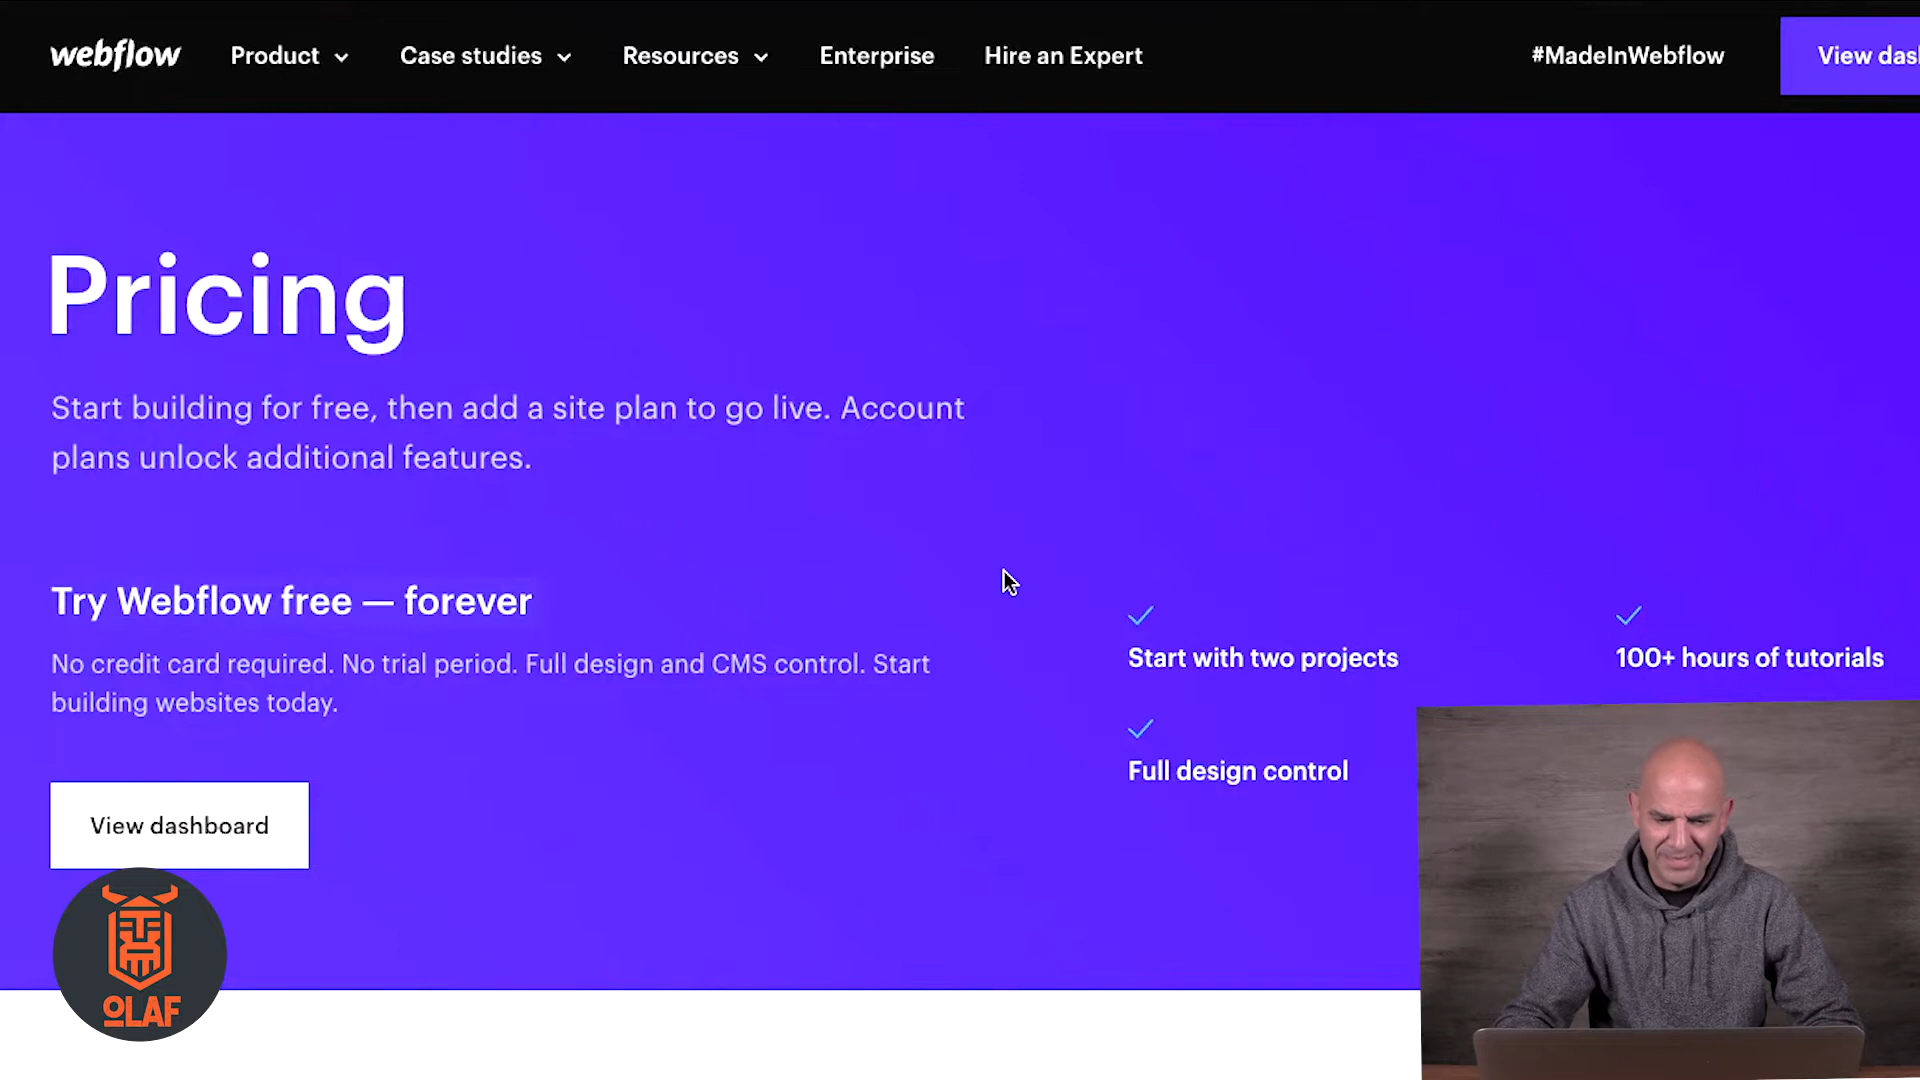 webflow
Product
Case studies
Resources
Enterprise
Hire an Expert
#MadeInWebflow
Pricing
Start building for free, then add a site plan to go live. Account
plans unlock additional features.
Try Webflow free — forever
No credit card required. No trial period. Full design and CMS control. Start
building websites today.
View dashboard
Start with two projects
100+ hours of tutorials
Full design control
OLAF